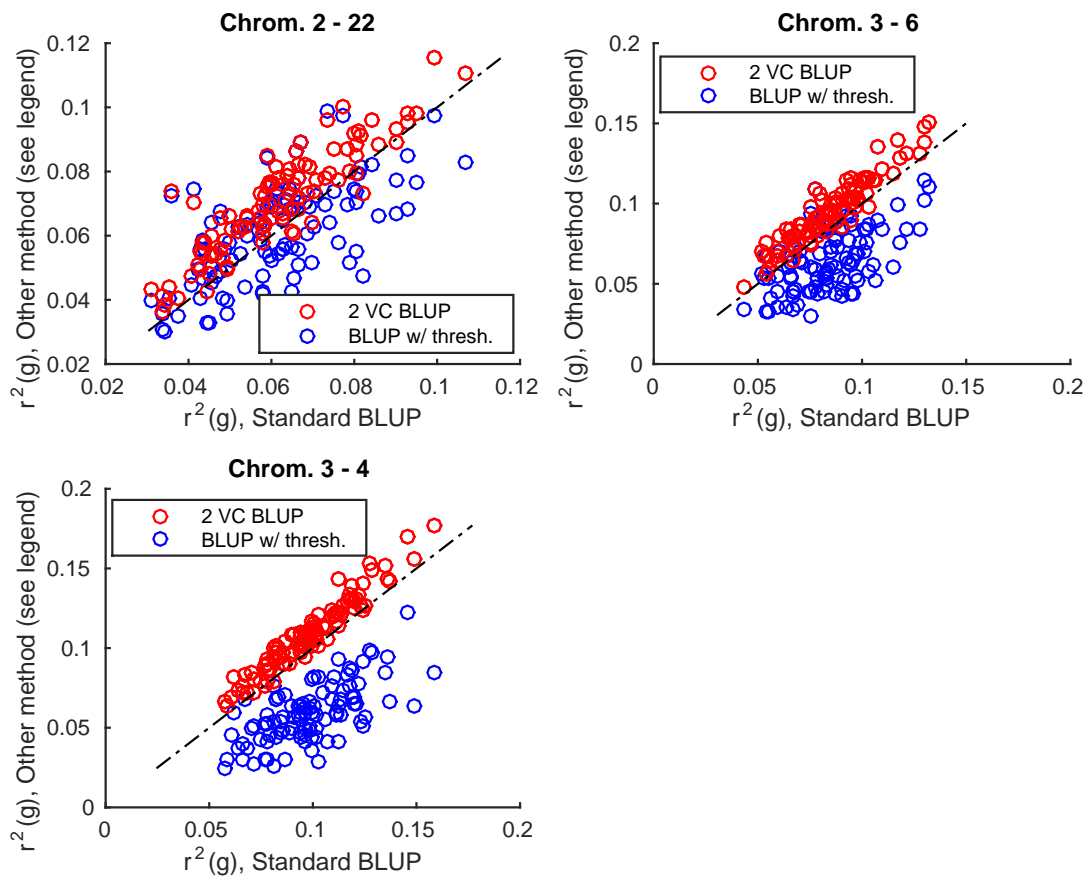 Chrom. 2 - 22
0.12
0.1
0.08
0.06
0.04
0.02
r²(g), Other method (see legend)
2 VC BLUP
BLUP w/ thresh.
0.02 0.04 0.06 0.08 0.1 0.12
r²(g), Standard BLUP
Chrom. 3 - 6
0.2
0.15
0.1
0.05
0
r²(g), Other method (see legend)
2 VC BLUP
BLUP w/ thresh.
0 0.05 0.1 0.15 0.2
r²(g), Standard BLUP
Chrom. 3 - 4
0.2
0.15
0.1
0.05
0
r²(g), Other method (see legend)
2 VC BLUP
BLUP w/ thresh.
0 0.05 0.1 0.15 0.2
r²(g), Standard BLUP